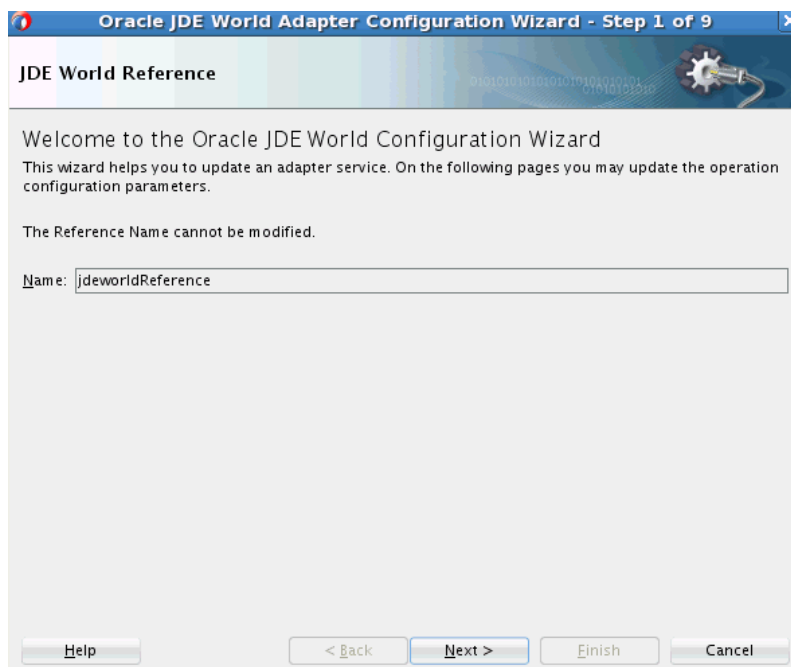 Oracle JDE World Adapter Configuration Wizard - Step 1 of 9
JDE World Reference
Welcome to the Oracle JDE World Configuration Wizard
This wizard helps you to update an adapter service. On the following pages you may update the operation
configuration parameters.
The Reference Name cannot be modified.
Name: jdeworldReference
Help < Back Next > Finish Cancel